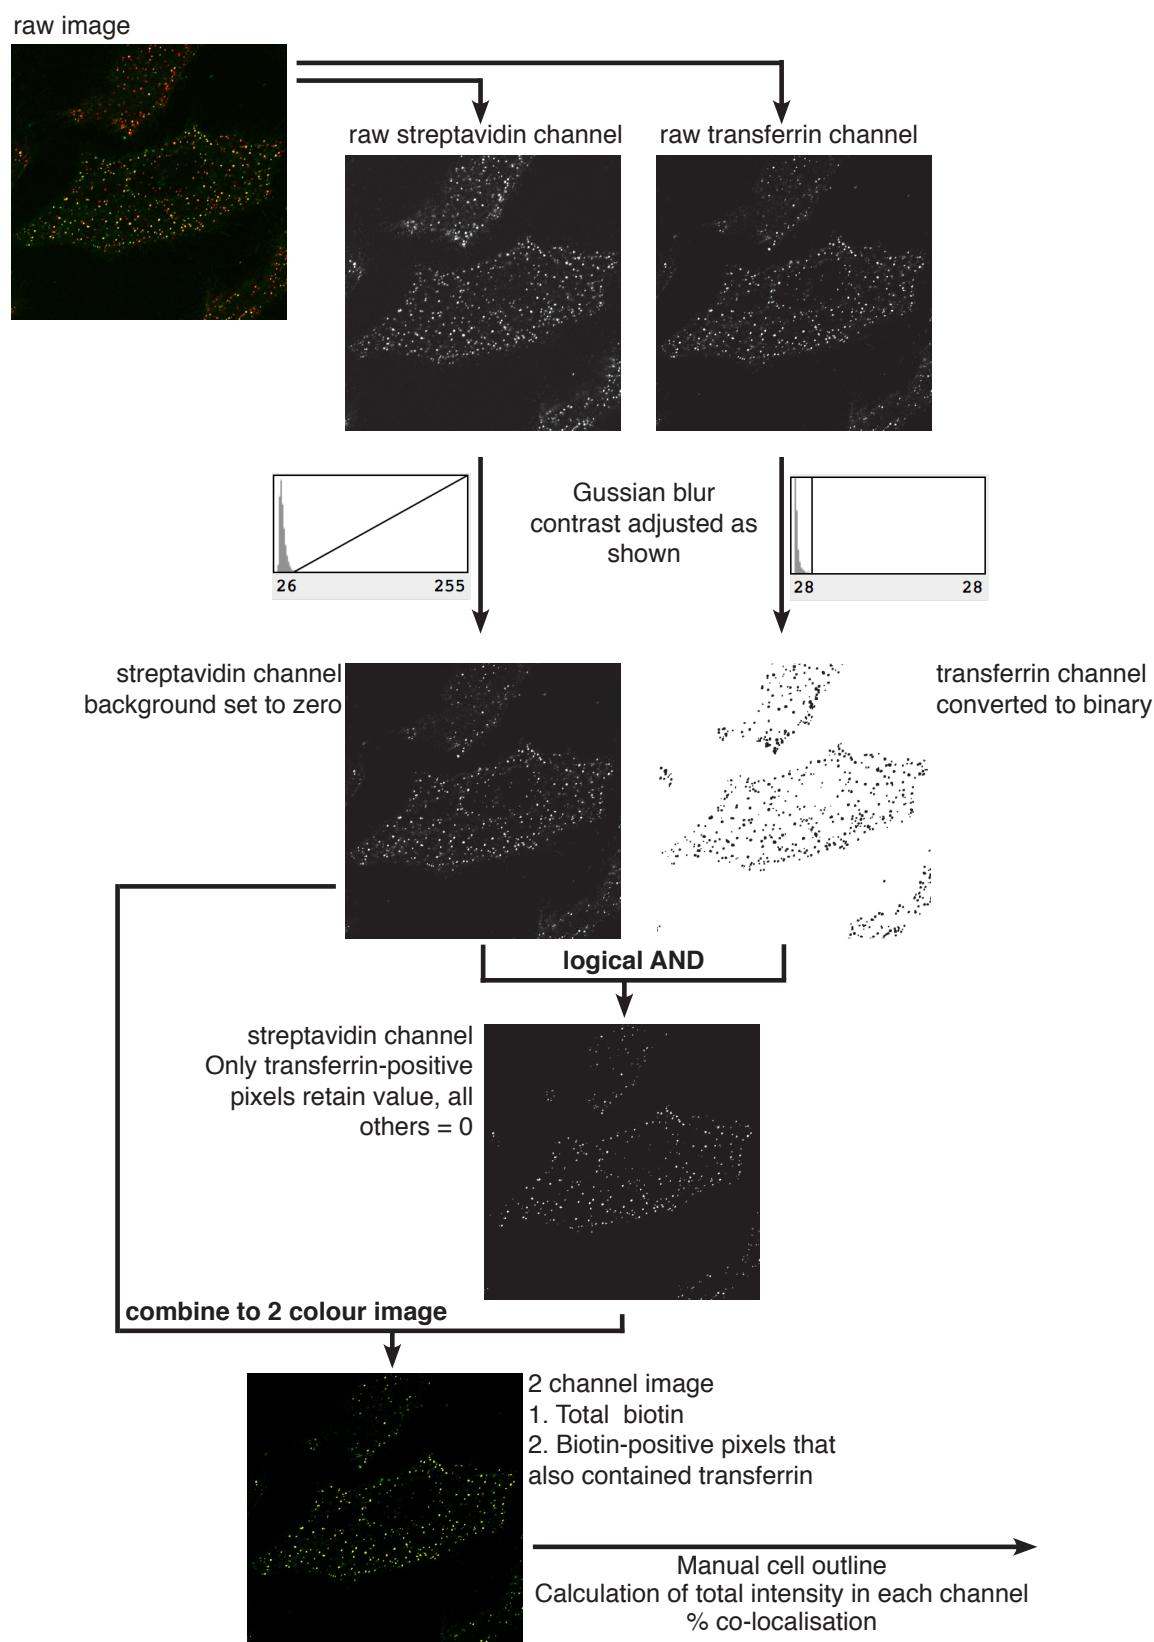 raw image
raw streptavidin channel
raw transferrin channel
Gussian blur
contrast adjusted as
shown
26 255
28 28
streptavidin channel
background set to zero
transferrin channel
converted to binary
logical AND
streptavidin channel
Only transferrin-positive
pixels retain value, all
others = 0
combine to 2 colour image
2 channel image
1. Total biotin
2. Biotin-positive pixels that
also contained transferrin
Manual cell outline
Calculation of total intensity in each channel
% co-localisation